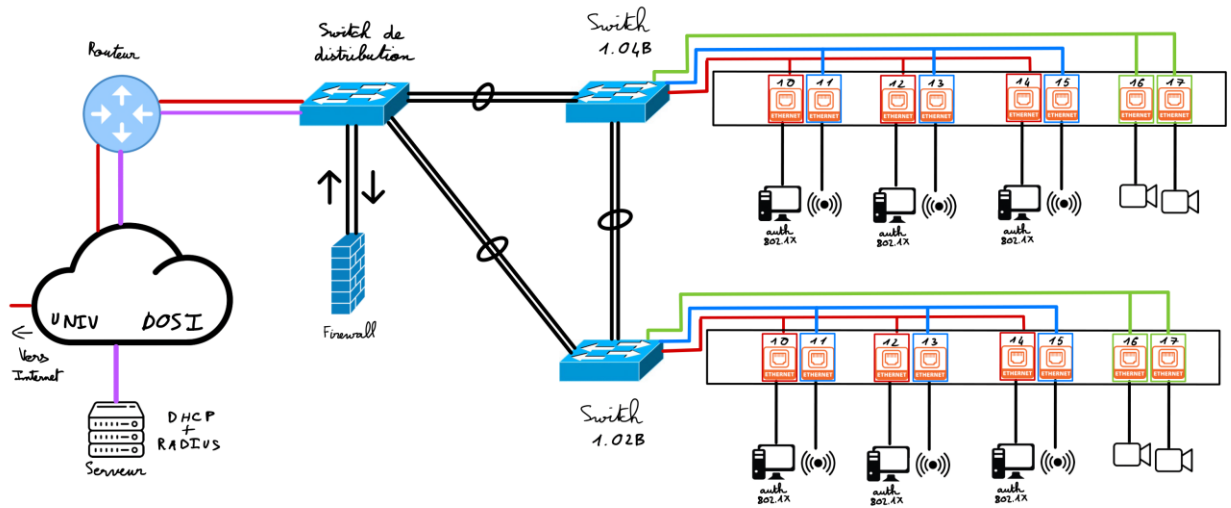 Routeur
Switch de
distribution
Switch
1.04B
10 11 12 13 14 15 16 17
ETHERNET ETHERNET ETHERNET ETHERNET ETHERNET ETHERNET ETHERNET ETHERNET
auth
802.1X
auth
802.1X
auth
802.1X
UNIV DOSI
Vers
Internet
Firewall
DHCP
+
RADIUS
Serveur
Switch
1.02B
10 11 12 13 14 15 16 17
ETHERNET ETHERNET ETHERNET ETHERNET ETHERNET ETHERNET ETHERNET ETHERNET
auth
802.1X
auth
802.1X
auth
802.1X